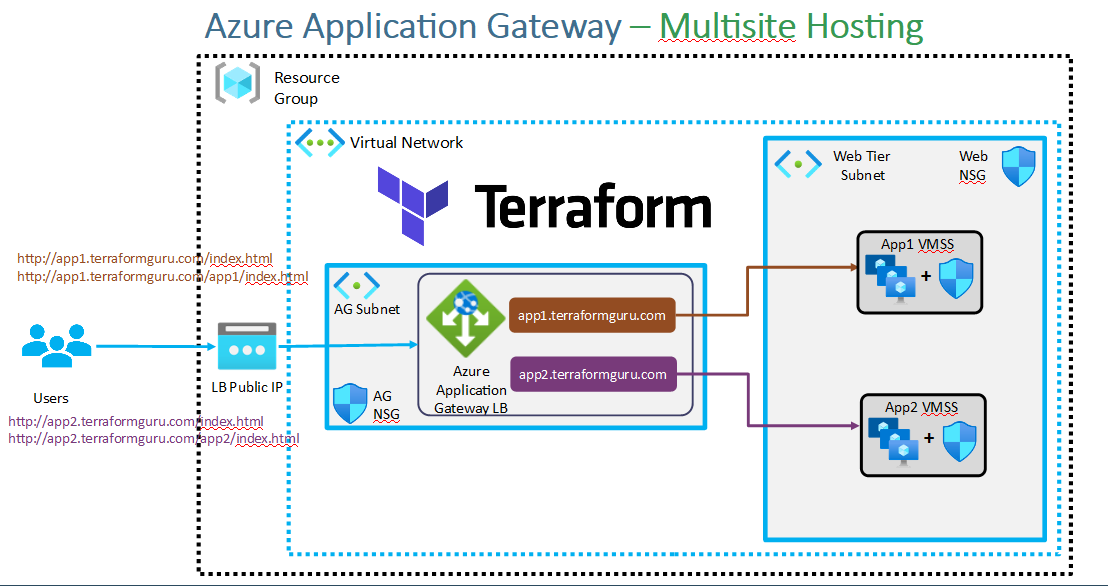 Azure Application Gateway – Multisite Hosting
Resource
Group
Virtual Network
Terraform
Web Tier
Subnet
Web
NSG
App1 VMSS
+
http://app1.terraformguru.com/index.html
http://app1.terraformguru.com/app1/index.html
AG Subnet
app1.terraformguru.com
Azure
Application
Gateway LB
app2.terraformguru.com
AG
NSG
LB Public IP
Users
http://app2.terraformguru.com/index.html
http://app2.terraformguru.com/app2/index.html
App2 VMSS
+